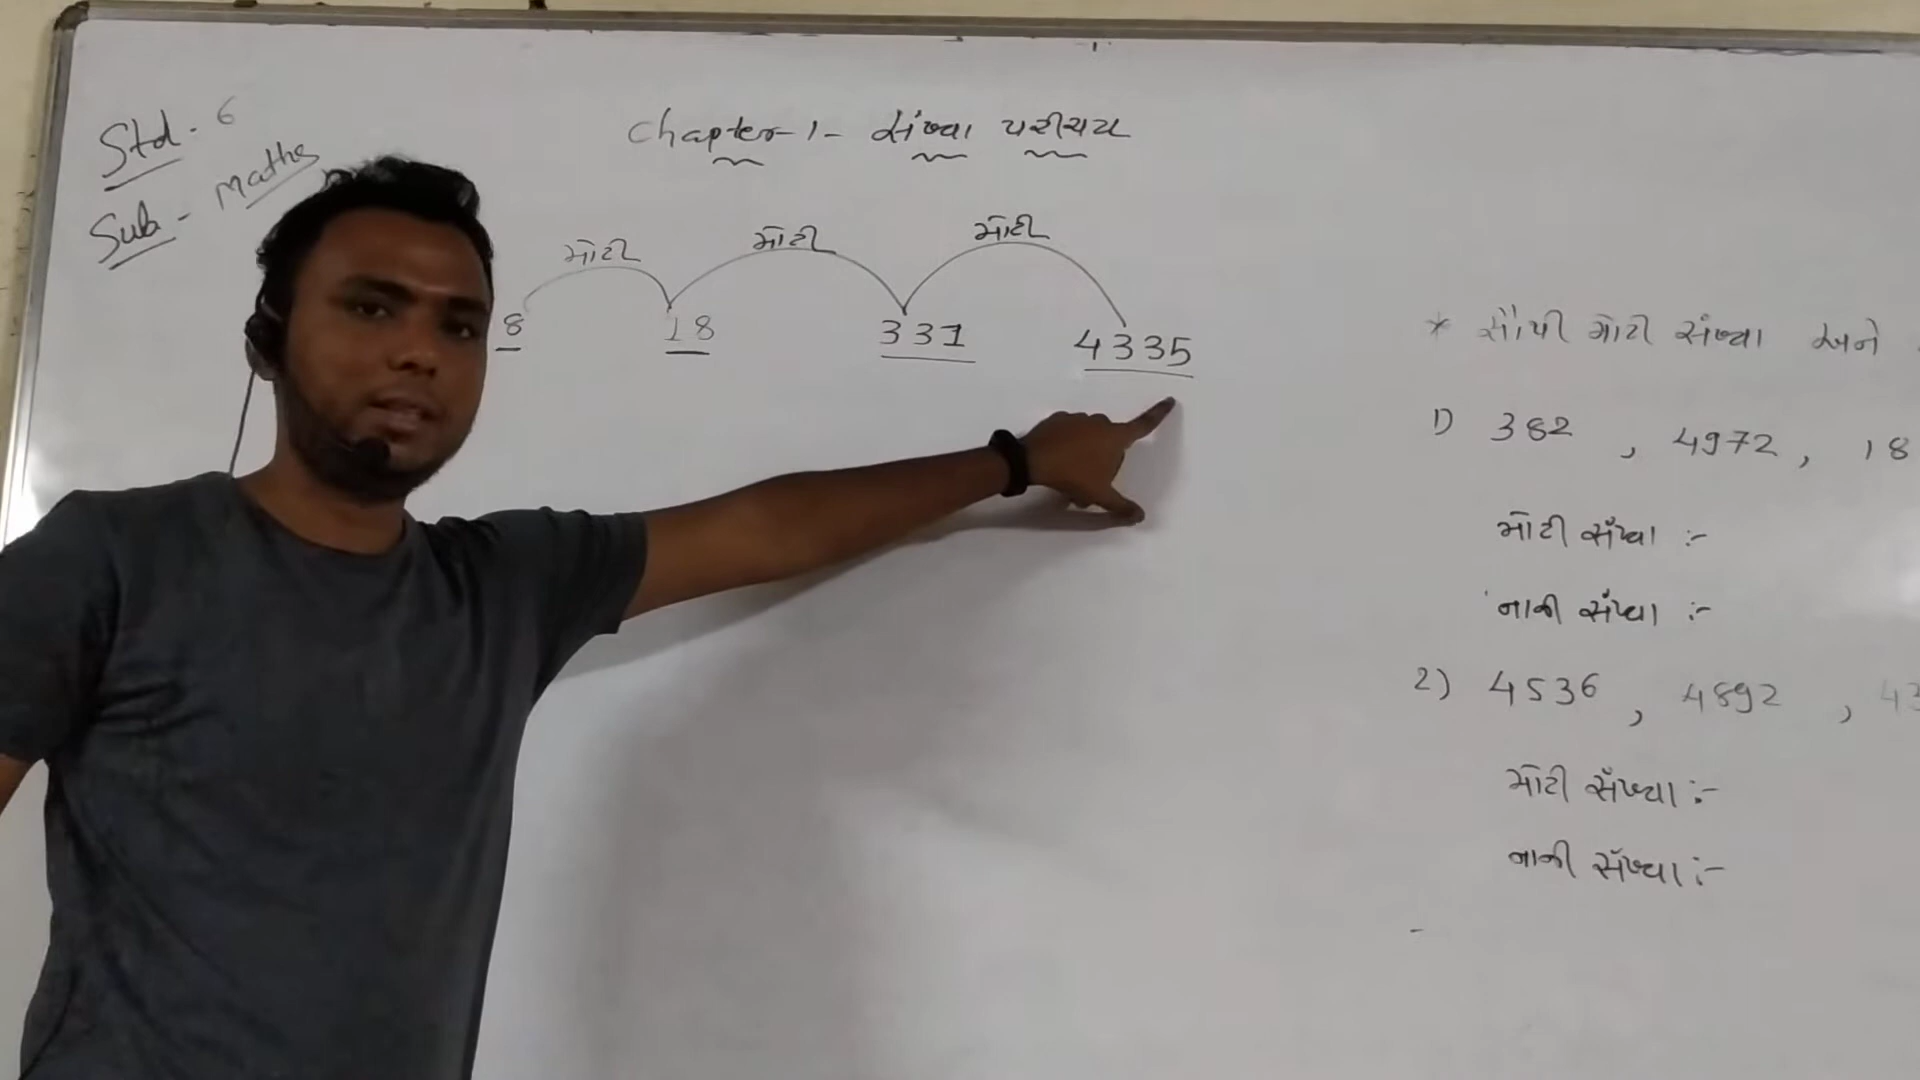 Std. 6
Sub - Maths
Chapter-1- સંખ્યા પરીચય
મોટી મોટી મોટી
8 18 331 4335
* સૌથી મોટી સંખ્યા અને
1) 382 , 4972, 18
મોટી સંખ્યા :-
નાની સંખ્યા :-
2) 4536 , 4892 , 43
મોટી સંખ્યા :-
નાની સંખ્યા :-